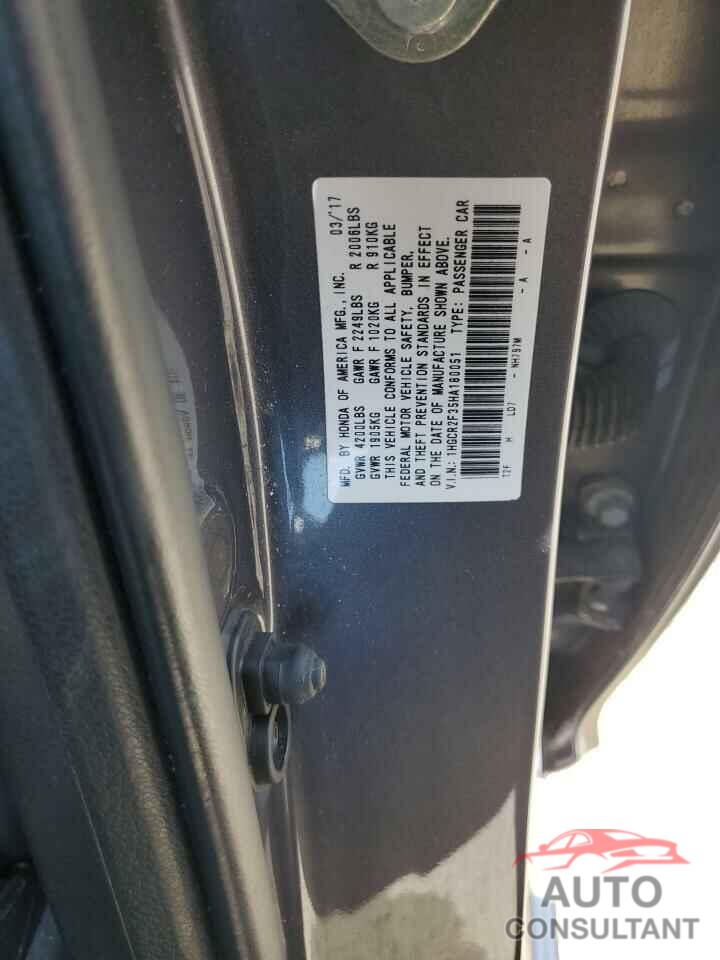 MFD. BY HONDA OF AMERICA MFG., INC. 03/'17
GVWR 4200LBS GAWR F 2249LBS R 2006LBS
GVWR 1905KG GAWR F 1020KG R 910KG
THIS VEHICLE CONFORMS TO ALL APPLICABLE
FEDERAL MOTOR VEHICLE SAFETY, BUMPER,
AND THEFT PREVENTION STANDARDS IN EFFECT
ON THE DATE OF MANUFACTURE SHOWN ABOVE.
V.I.N.: 1HGCR2F35HA180051 TYPE: PASSENGER CAR
T2F H LD7 NH797M - A - A
AUTO
CONSULTANT